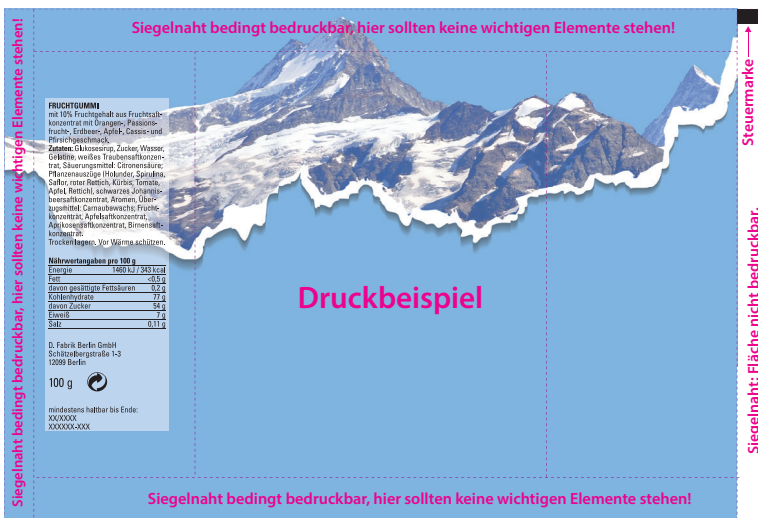 Siegelnaht bedingt bedruckbar, hier sollten keine wichtigen Elemente stehen!
Siegelnaht bedingt bedruckbar, hier sollten keine wichtigen Elemente stehen!
FRUCHTGUMMI
mit 10% Fruchtgehalt aus Fruchtsaft-
konzentrat mit Orangen-, Passions-
frucht-, Erdbeer-, Apfel-, Cassis- und
Pfirsichgeschmack.
Zutaten: Glukosesirup, Zucker, Wasser,
Gelatine, weißes Traubensaftkonzen-
trat, Säuerungsmittel: Citronensäure;
Pflanzenauszüge (Holunder, Spirulina,
Saflor, roter Rettich, Kürbis, Tomate,
Apfel, Rettich), schwarzes Johannis-
beersaftkonzentrat, Aromen, Über-
zugsmittel: Carnaubawachs; Frucht-
konzentrat, Apfelsaftkonzentrat,
Aprikosensaftkonzentrat, Birnensaft-
konzentrat.
Trocken lagern. Vor Wärme schützen.
Nährwertangaben pro 100 g
Energie 1460 kJ / 343 kcal
Fett <0,5 g
davon gesättigte Fettsäuren 0,2 g
Kohlenhydrate 77 g
davon Zucker 54 g
Eiweiß 7 g
Salz 0,11 g
D. Fabrik Berlin GmbH
Schätzelbergstraße 1-3
12099 Berlin
100 g
mindestens haltbar bis Ende:
XX/XXXX
XXXXXX-XXX
Druckbeispiel
Steuermarke
Siegelnaht: Fläche nicht bedruckbar.
Siegelnaht bedingt bedruckbar, hier sollten keine wichtigen Elemente stehen!